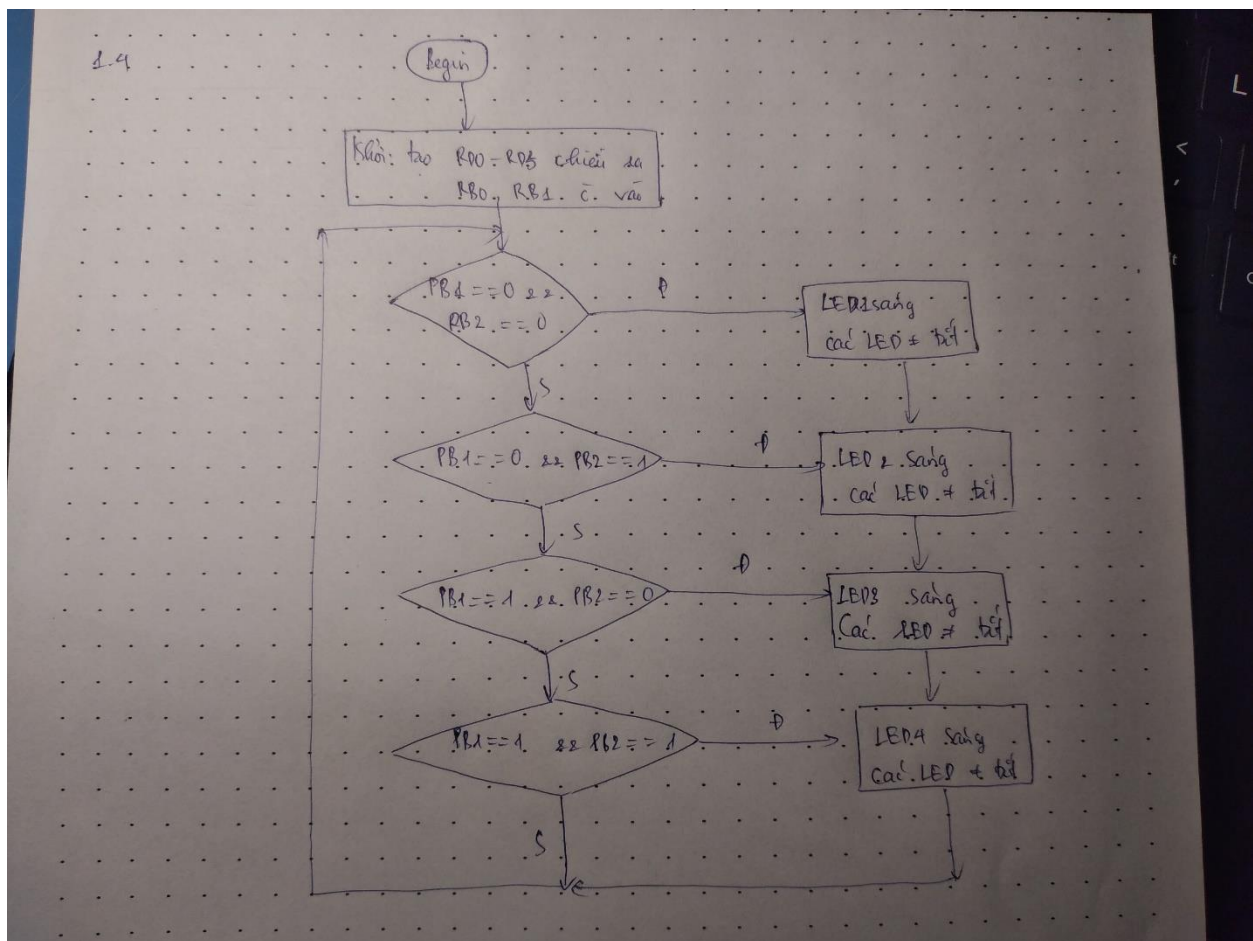 1.4
Begin
Khởi tạo RD0-RD3 chiều ra
RB0, RB1. c. vào
PB1 == 0 &&
RB2 == 0
Đ
LED1 sáng
các LED ≠ tắt
S
PB1 == 0 && PB2 == 1
Đ
LED 2 sáng
các LED ≠ tắt
S
PB1 == 1 && PB2 == 0
Đ
LED3 sáng
Các LED ≠ tắt
S
PB1 == 1 && PB2 == 1
Đ
LED4 sáng
các LED ≠ tắt
S
L